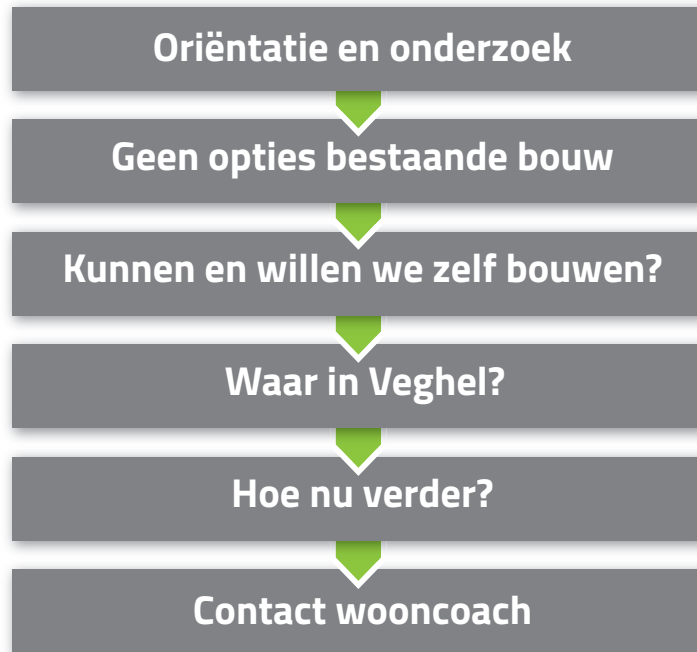 Oriëntatie en onderzoek
Geen opties bestaande bouw
Kunnen en willen we zelf bouwen?
Waar in Veghel?
Hoe nu verder?
Contact wooncoach